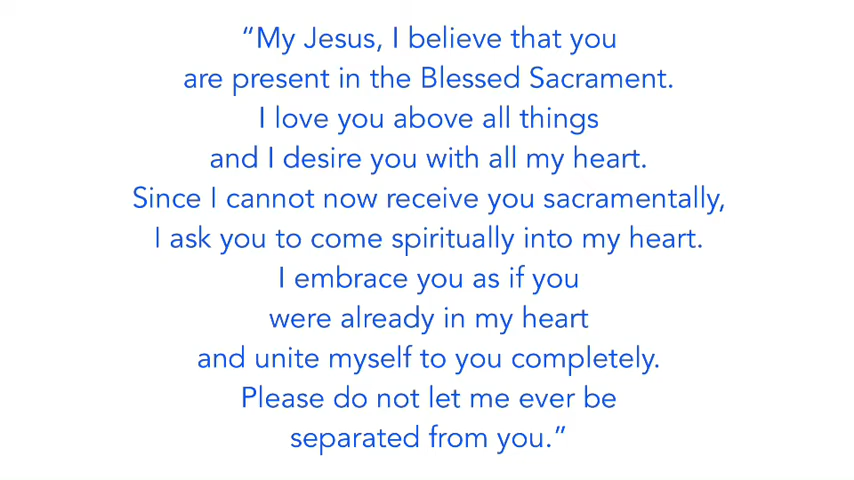 “My Jesus, I believe that you
are present in the Blessed Sacrament.
I love you above all things
and I desire you with all my heart.
Since I cannot now receive you sacramentally,
I ask you to come spiritually into my heart.
I embrace you as if you
were already in my heart
and unite myself to you completely.
Please do not let me ever be
separated from you.”